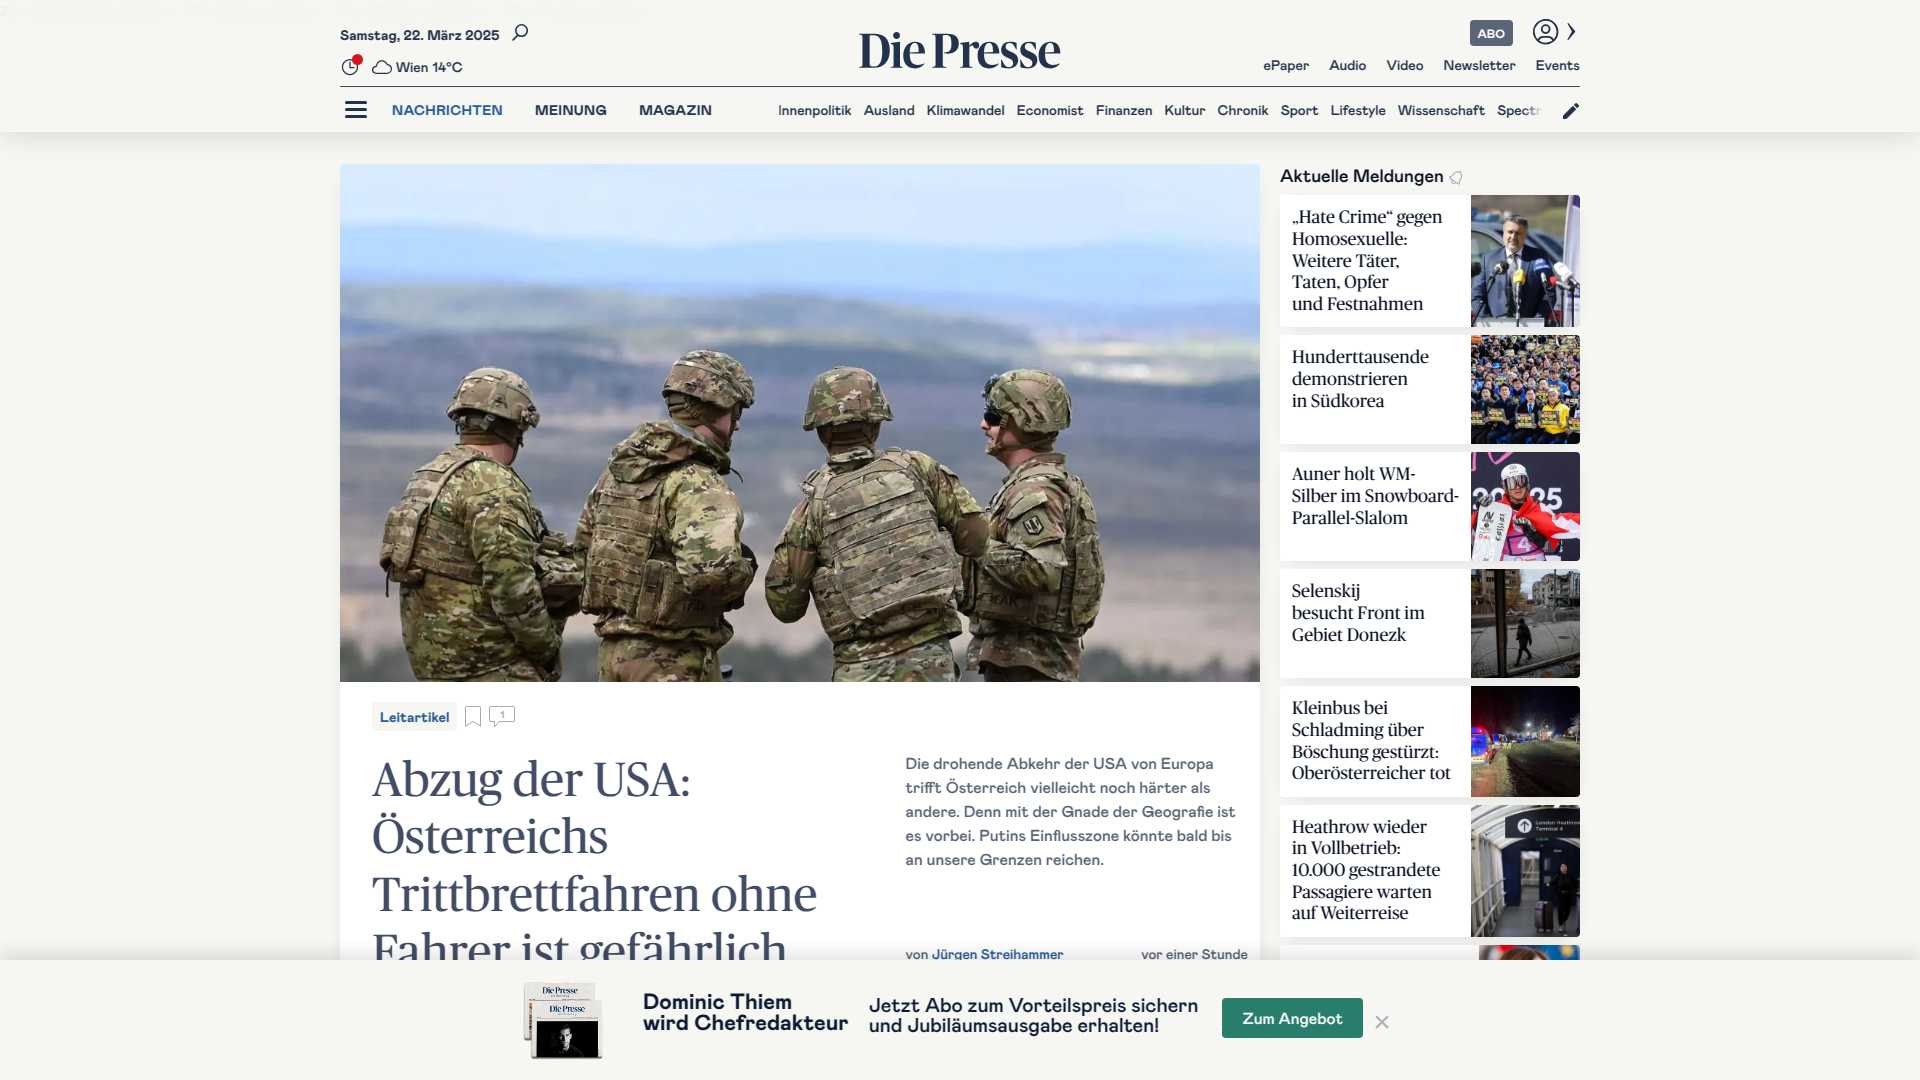 Samstag, 22. März 2025
Wien 14°C
Die Presse
ABO
ePaper Audio Video Newsletter Events
NACHRICHTEN MEINUNG MAGAZIN
Innenpolitik Ausland Klimawandel Economist Finanzen Kultur Chronik Sport Lifestyle Wissenschaft Spectr
Leitartikel
1
Abzug der USA:
Österreichs
Trittbrettfahren ohne
Fahrer ist gefährlich
Die drohende Abkehr der USA von Europa
trifft Österreich vielleicht noch härter als
andere. Denn mit der Gnade der Geografie ist
es vorbei. Putins Einflusszone könnte bald bis
an unsere Grenzen reichen.
von Jürgen Streihammer
vor einer Stunde
Aktuelle Meldungen
„Hate Crime“ gegen
Homosexuelle:
Weitere Täter,
Taten, Opfer
und Festnahmen
Hunderttausende
demonstrieren
in Südkorea
Auner holt WM-
Silber im Snowboard-
Parallel-Slalom
Selenskij
besucht Front im
Gebiet Donezk
Kleinbus bei
Schladming über
Böschung gestürzt:
Oberösterreicher tot
Heathrow wieder
in Vollbetrieb:
10.000 gestrandete
Passagiere warten
auf Weiterreise
Die Presse
Die Presse
Dominic Thiem
wird Chefredakteur
Jetzt Abo zum Vorteilspreis sichern
und Jubiläumsausgabe erhalten!
Zum Angebot